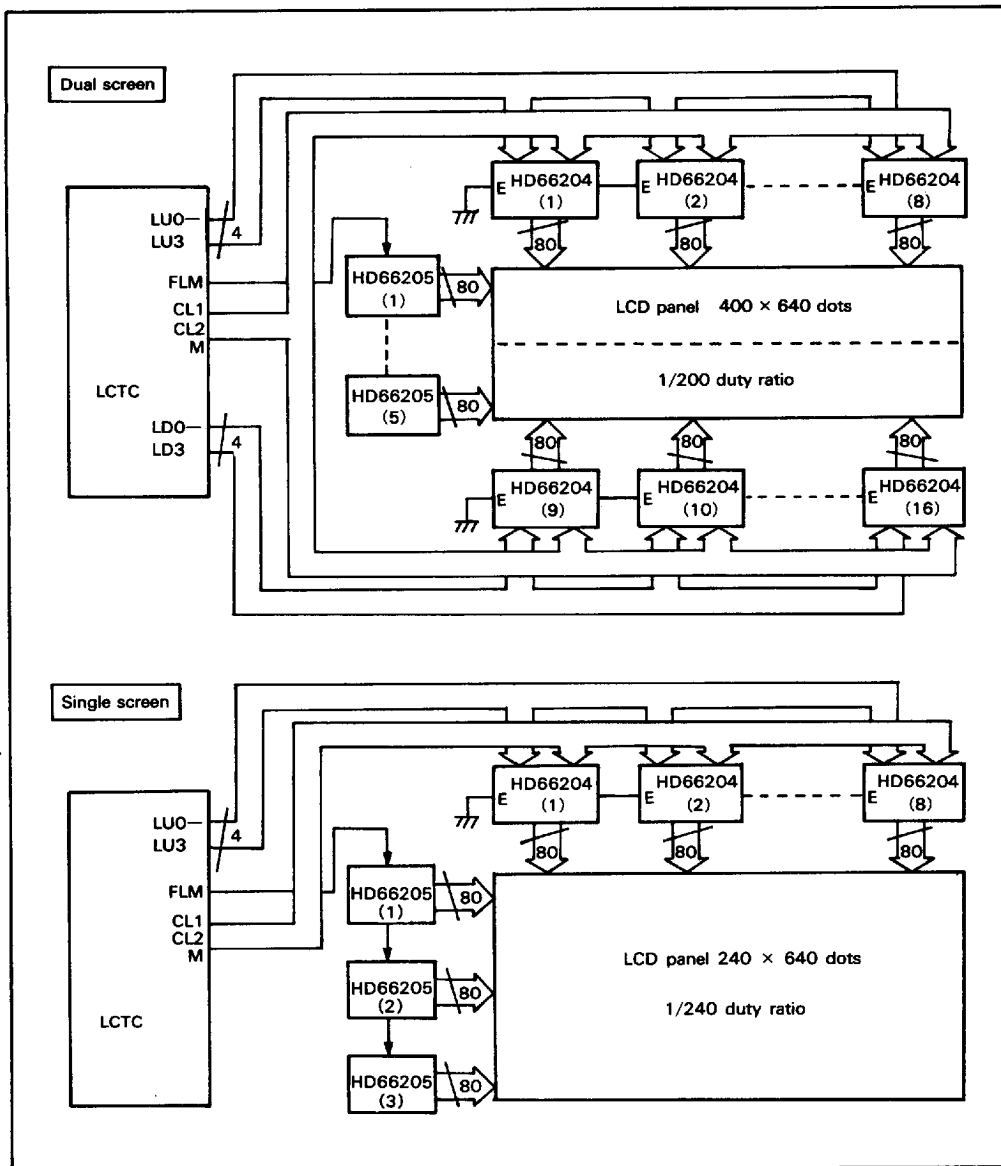 Dual screen
LU0—
LU3
4
FLM
CL1
CL2
M
LCTC
LD0—
LD3
4
E HD66204
(1)
E HD66204
(2)
E HD66204
(8)
80
80
80
HD66205
(1)
80
HD66205
(5)
80
LCD panel 400 × 640 dots
1/200 duty ratio
80
80
80
E HD66204
(9)
E HD66204
(10)
E HD66204
(16)
Single screen
LU0—
LU3
4
FLM
CL1
CL2
M
LCTC
E HD66204
(1)
E HD66204
(2)
E HD66204
(8)
80
80
80
HD66205
(1)
80
HD66205
(2)
80
HD66205
(3)
80
LCD panel 240 × 640 dots
1/240 duty ratio